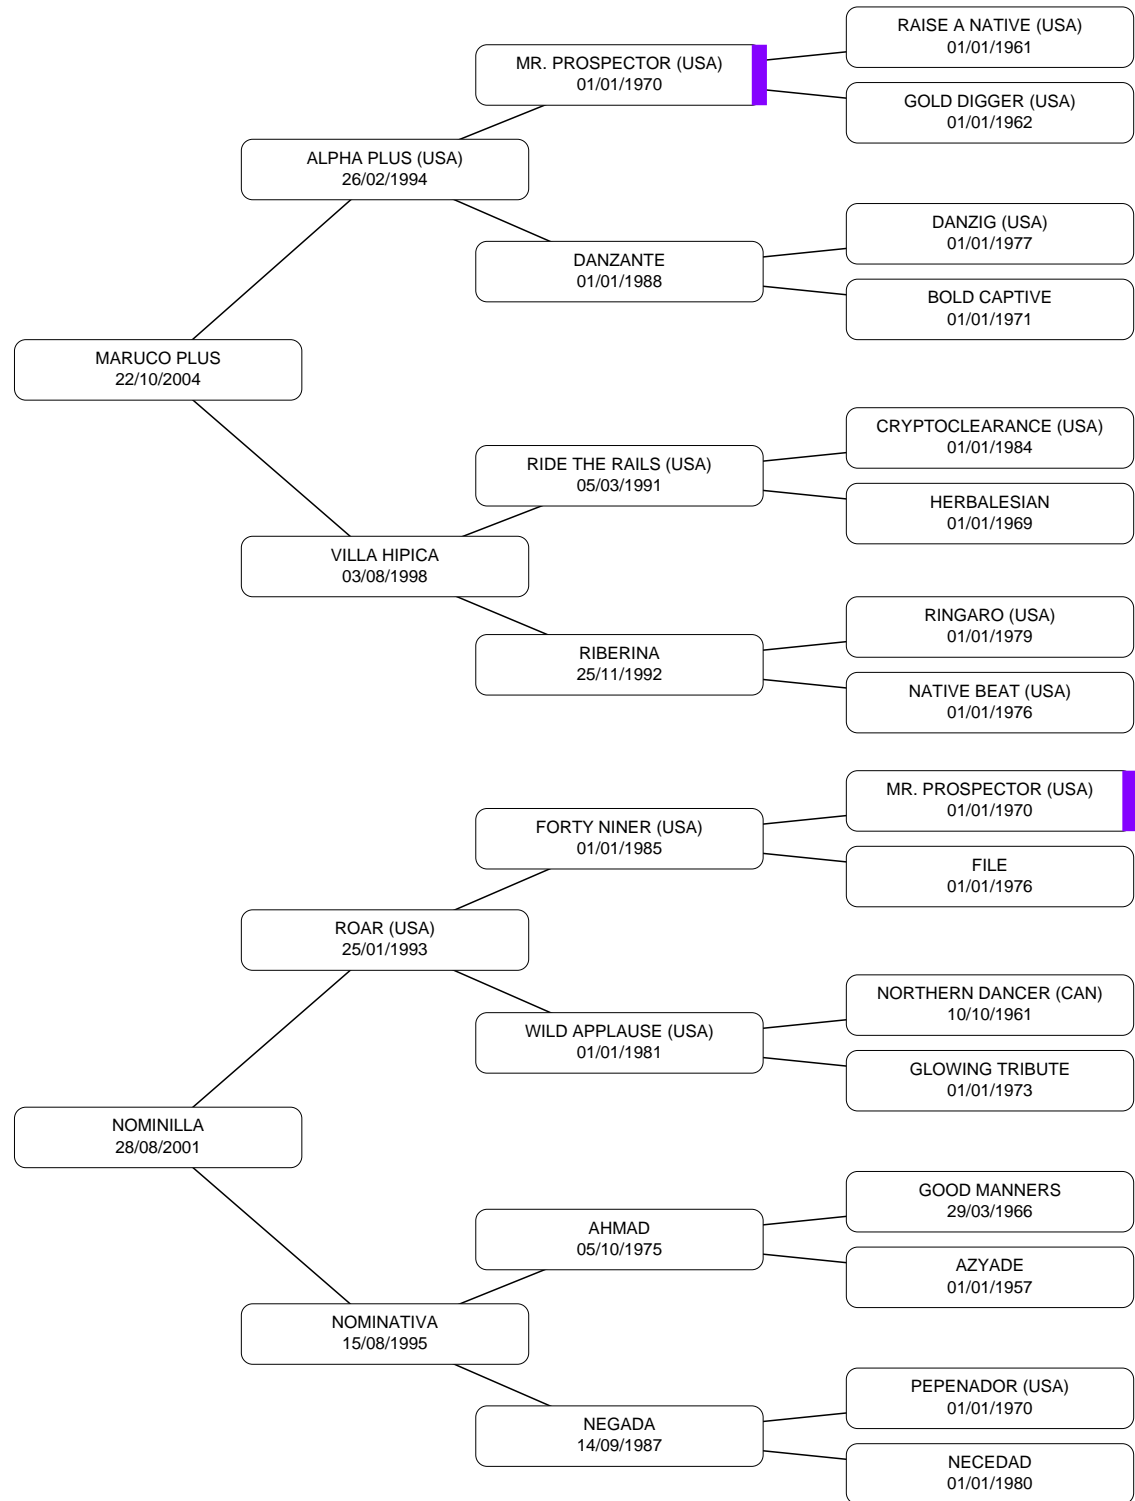 RAISE A NATIVE (USA)
01/01/1961
MR. PROSPECTOR (USA)
01/01/1970
GOLD DIGGER (USA)
01/01/1962
ALPHA PLUS (USA)
26/02/1994
DANZIG (USA)
01/01/1977
DANZANTE
01/01/1988
BOLD CAPTIVE
01/01/1971
MARUCO PLUS
22/10/2004
CRYPTOCLEARANCE (USA)
01/01/1984
RIDE THE RAILS (USA)
05/03/1991
HERBALESIAN
01/01/1969
VILLA HIPICA
03/08/1998
RINGARO (USA)
01/01/1979
RIBERINA
25/11/1992
NATIVE BEAT (USA)
01/01/1976
MR. PROSPECTOR (USA)
01/01/1970
FORTY NINER (USA)
01/01/1985
FILE
01/01/1976
ROAR (USA)
25/01/1993
NORTHERN DANCER (CAN)
10/10/1961
WILD APPLAUSE (USA)
01/01/1981
GLOWING TRIBUTE
01/01/1973
NOMINILLA
28/08/2001
GOOD MANNERS
29/03/1966
AHMAD
05/10/1975
AZYADE
01/01/1957
NOMINATIVA
15/08/1995
PEPENADOR (USA)
01/01/1970
NEGADA
14/09/1987
NECEDAD
01/01/1980